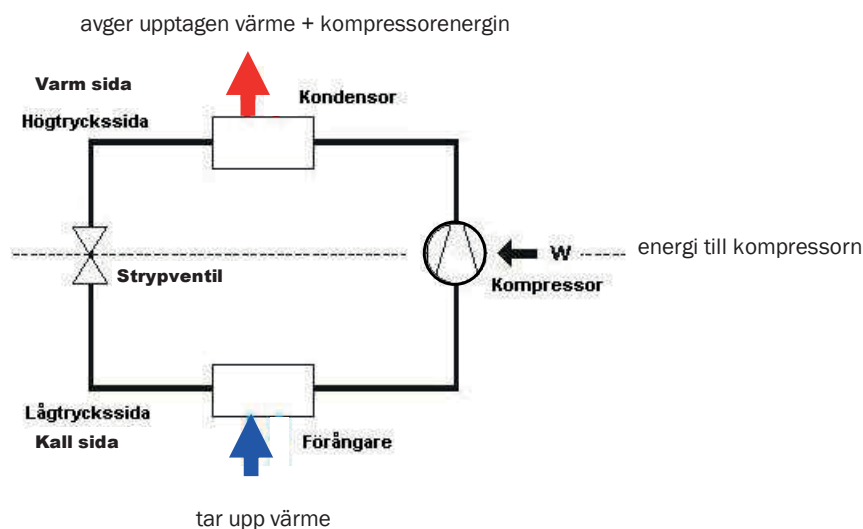 avger upptagen värme + kompressorenergin
Varm sida
Kondensor
Högtryckssida
W
energi till kompressorn
Strypventil
Kompressor
Lågtryckssida
Kall sida
Förångare
tar upp värme